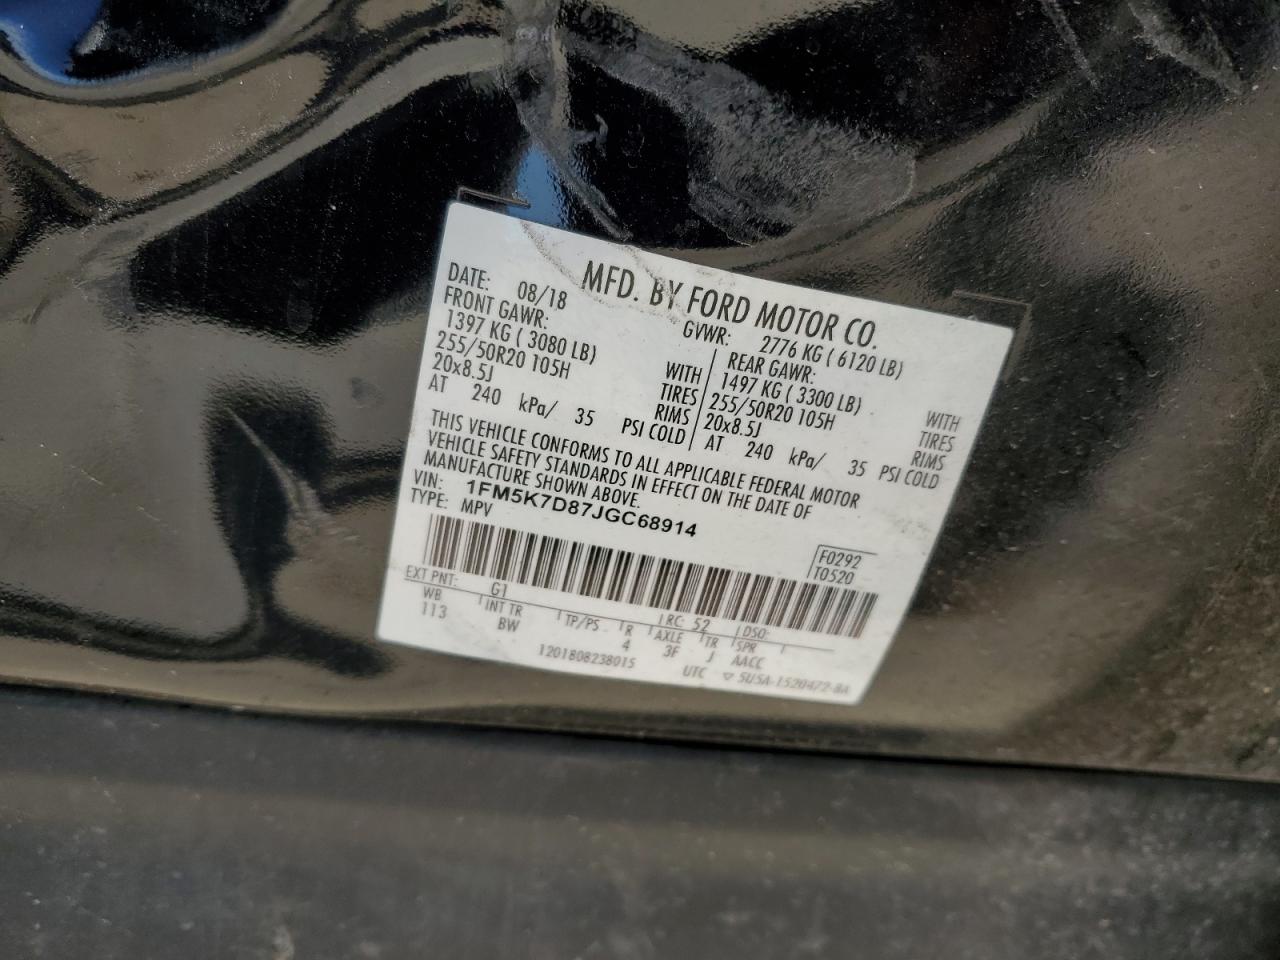 MFD. BY FORD MOTOR CO.
DATE: 08/18 GVWR: 2776 KG ( 6120 LB)
FRONT GAWR: REAR GAWR:
1397 KG ( 3080 LB) WITH 1497 KG ( 3300 LB) WITH
255/50R20 105H TIRES 255/50R20 105H TIRES
20x8.5J RIMS 20x8.5J RIMS
AT 240 kPa/ 35 PSI COLD AT 240 kPa/ 35 PSI COLD
THIS VEHICLE CONFORMS TO ALL APPLICABLE FEDERAL MOTOR
VEHICLE SAFETY STANDARDS IN EFFECT ON THE DATE OF
MANUFACTURE SHOWN ABOVE.
VIN: 1FM5K7D87JGC68914
TYPE: MPV
F0292
T0520
EXT PNT: G1 RC: 52 DSO:
WB INT TR TP/PS R AXLE TR SPR
113 BW 4 3F J AACC
1201808238015 UTC ▽ 5U5A-1520472-BA